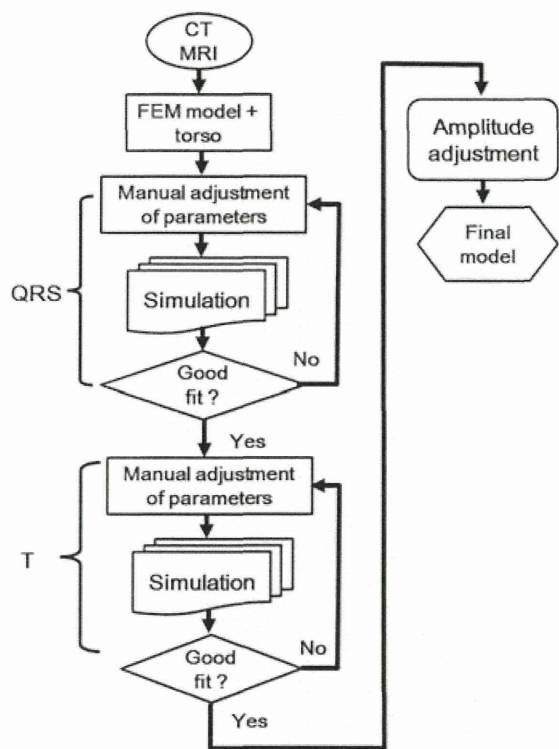 CT
MRI
FEM model +
torso
Manual adjustment
of parameters
QRS
Simulation
Good
fit ?
No
Yes
Manual adjustment
of parameters
T
Simulation
Good
fit ?
No
Yes
Amplitude
adjustment
Final
model